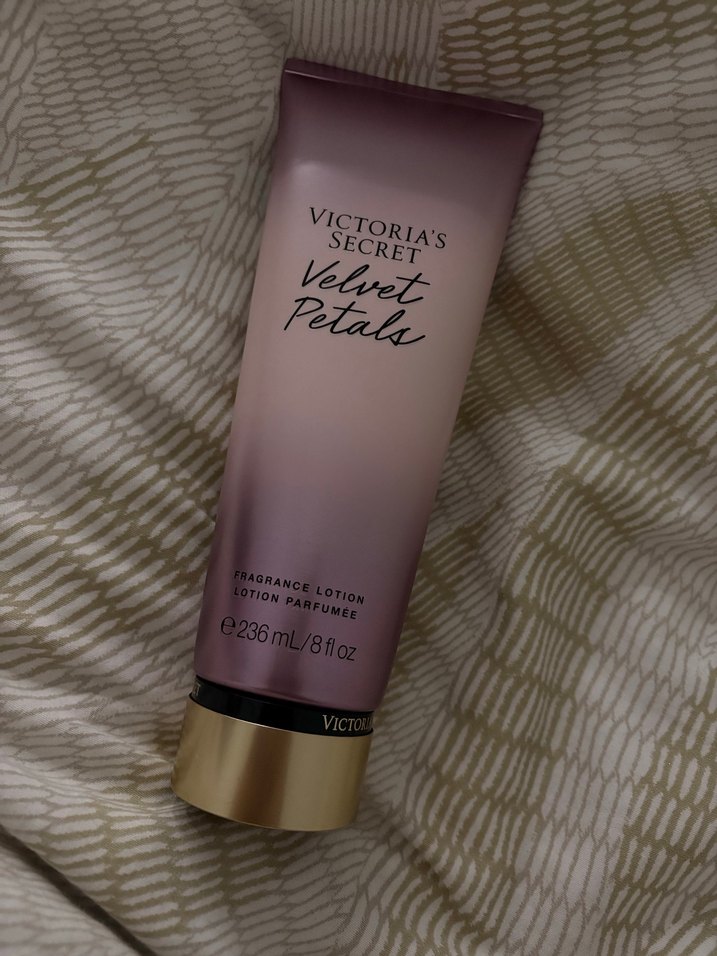 VICTORIA'S
SECRET
Velvet
Petals
FRAGRANCE LOTION
LOTION PARFUMÉE
℮ 236 mL/8 fl oz